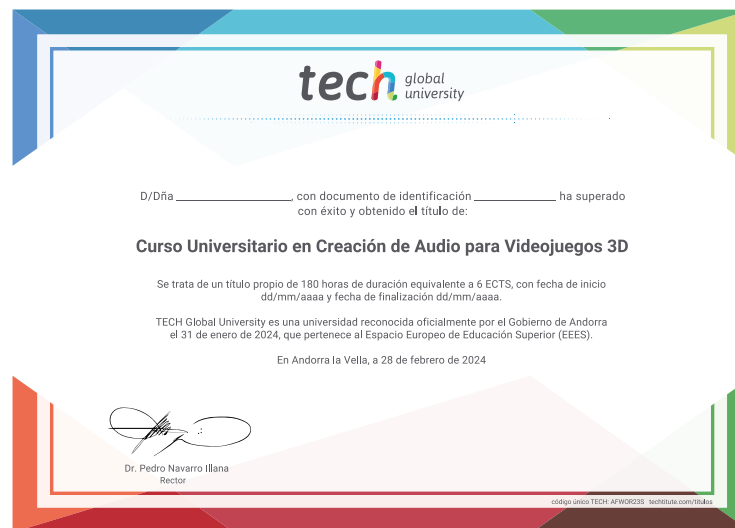 tech global university
D/Dña ____________________, con documento de identificación ______________ ha superado
con éxito y obtenido el título de:
Curso Universitario en Creación de Audio para Videojuegos 3D
Se trata de un título propio de 180 horas de duración equivalente a 6 ECTS, con fecha de inicio
dd/mm/aaaa y fecha de finalización dd/mm/aaaa.
TECH Global University es una universidad reconocida oficialmente por el Gobierno de Andorra
el 31 de enero de 2024, que pertenece al Espacio Europeo de Educación Superior (EEES).
En Andorra la Vella, a 28 de febrero de 2024
Dr. Pedro Navarro Illana
Rector
código único TECH: AFWOR23S techtitute.com/titulos